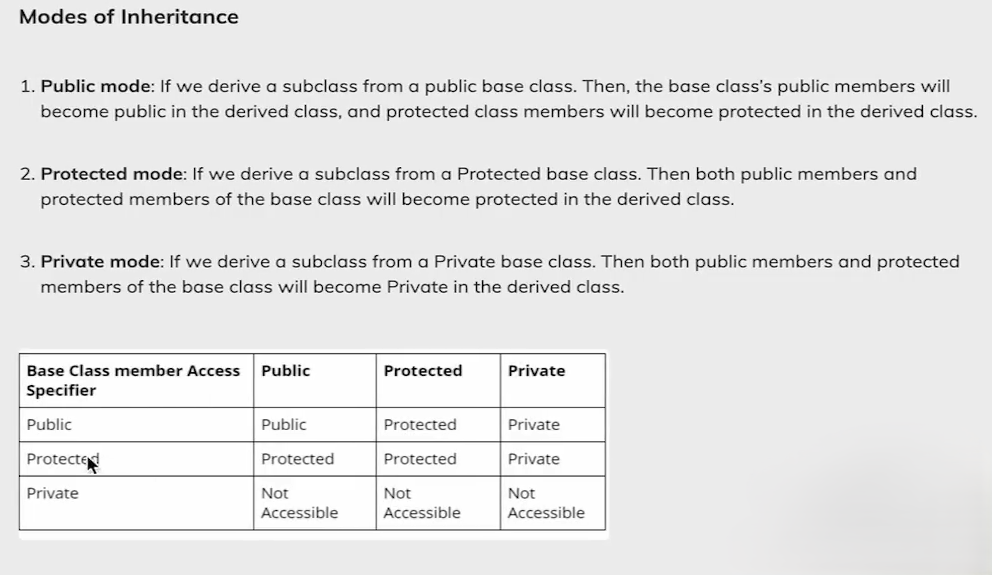 Modes of Inheritance
1. Public mode: If we derive a subclass from a public base class. Then, the base class's public members will
become public in the derived class, and protected class members will become protected in the derived class.
2. Protected mode: If we derive a subclass from a Protected base class. Then both public members and
protected members of the base class will become protected in the derived class.
3. Private mode: If we derive a subclass from a Private base class. Then both public members and protected
members of the base class will become Private in the derived class.
Base Class member Access Public Protected Private
Specifier
Public Public Protected Private
Protected Protected Protected Private
Private Not Not Not
Accessible Accessible Accessible